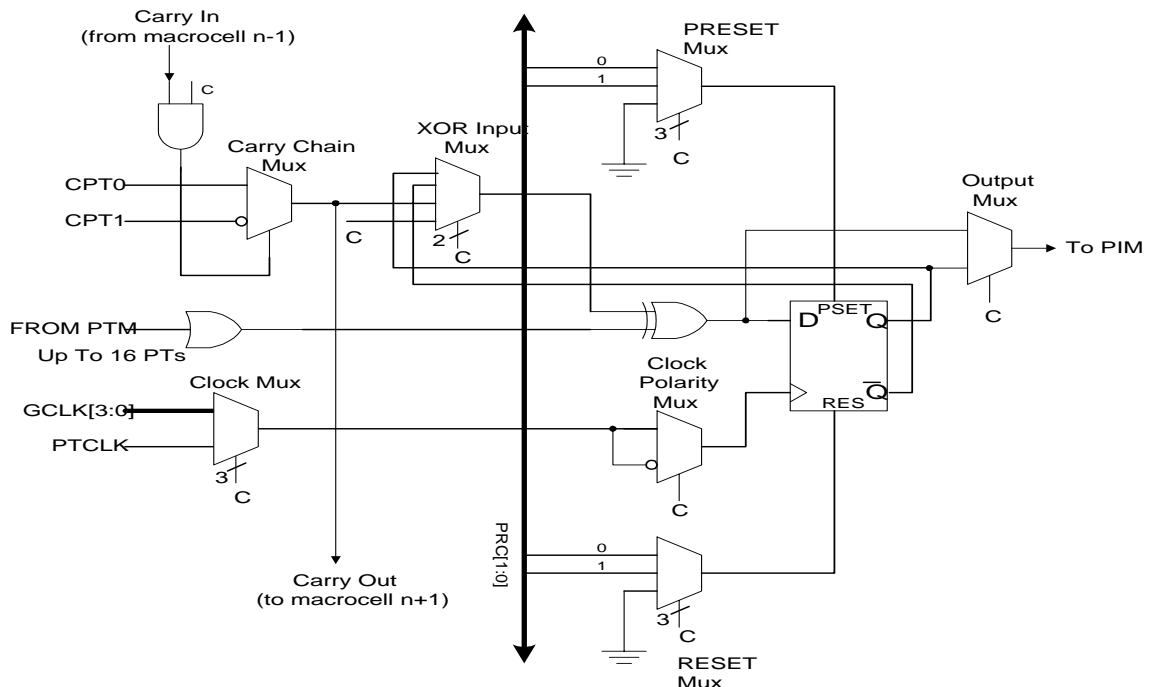 Carry In
(from macrocell n-1)
C
PRESET
Mux
0
1
3
C
XOR Input
Mux
Carry Chain
Mux
CPT0
CPT1
C
2
C
Output
Mux
To PIM
C
FROM PTM
Up To 16 PTs
PSET
D
Q
Q
RES
Clock
Polarity
Mux
Clock Mux
GCLK[3:0]
PTCLK
3
C
C
PRC[1:0]
0
1
3
C
Carry Out
(to macrocell n+1)
RESET
Mux